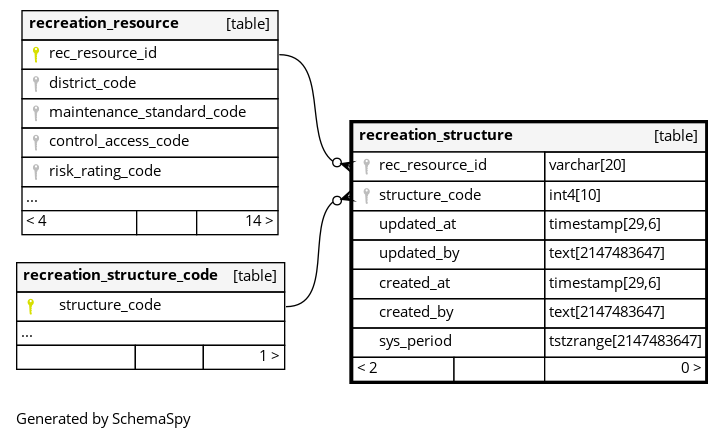 recreation_resource [table]
rec_resource_id
district_code
maintenance_standard_code
control_access_code
risk_rating_code
...
< 4 14 >
recreation_structure_code [table]
structure_code
...
1 >
recreation_structure [table]
rec_resource_id varchar[20]
structure_code int4[10]
updated_at timestamp[29,6]
updated_by text[2147483647]
created_at timestamp[29,6]
created_by text[2147483647]
sys_period tstzrange[2147483647]
< 2 0 >
Generated by SchemaSpy